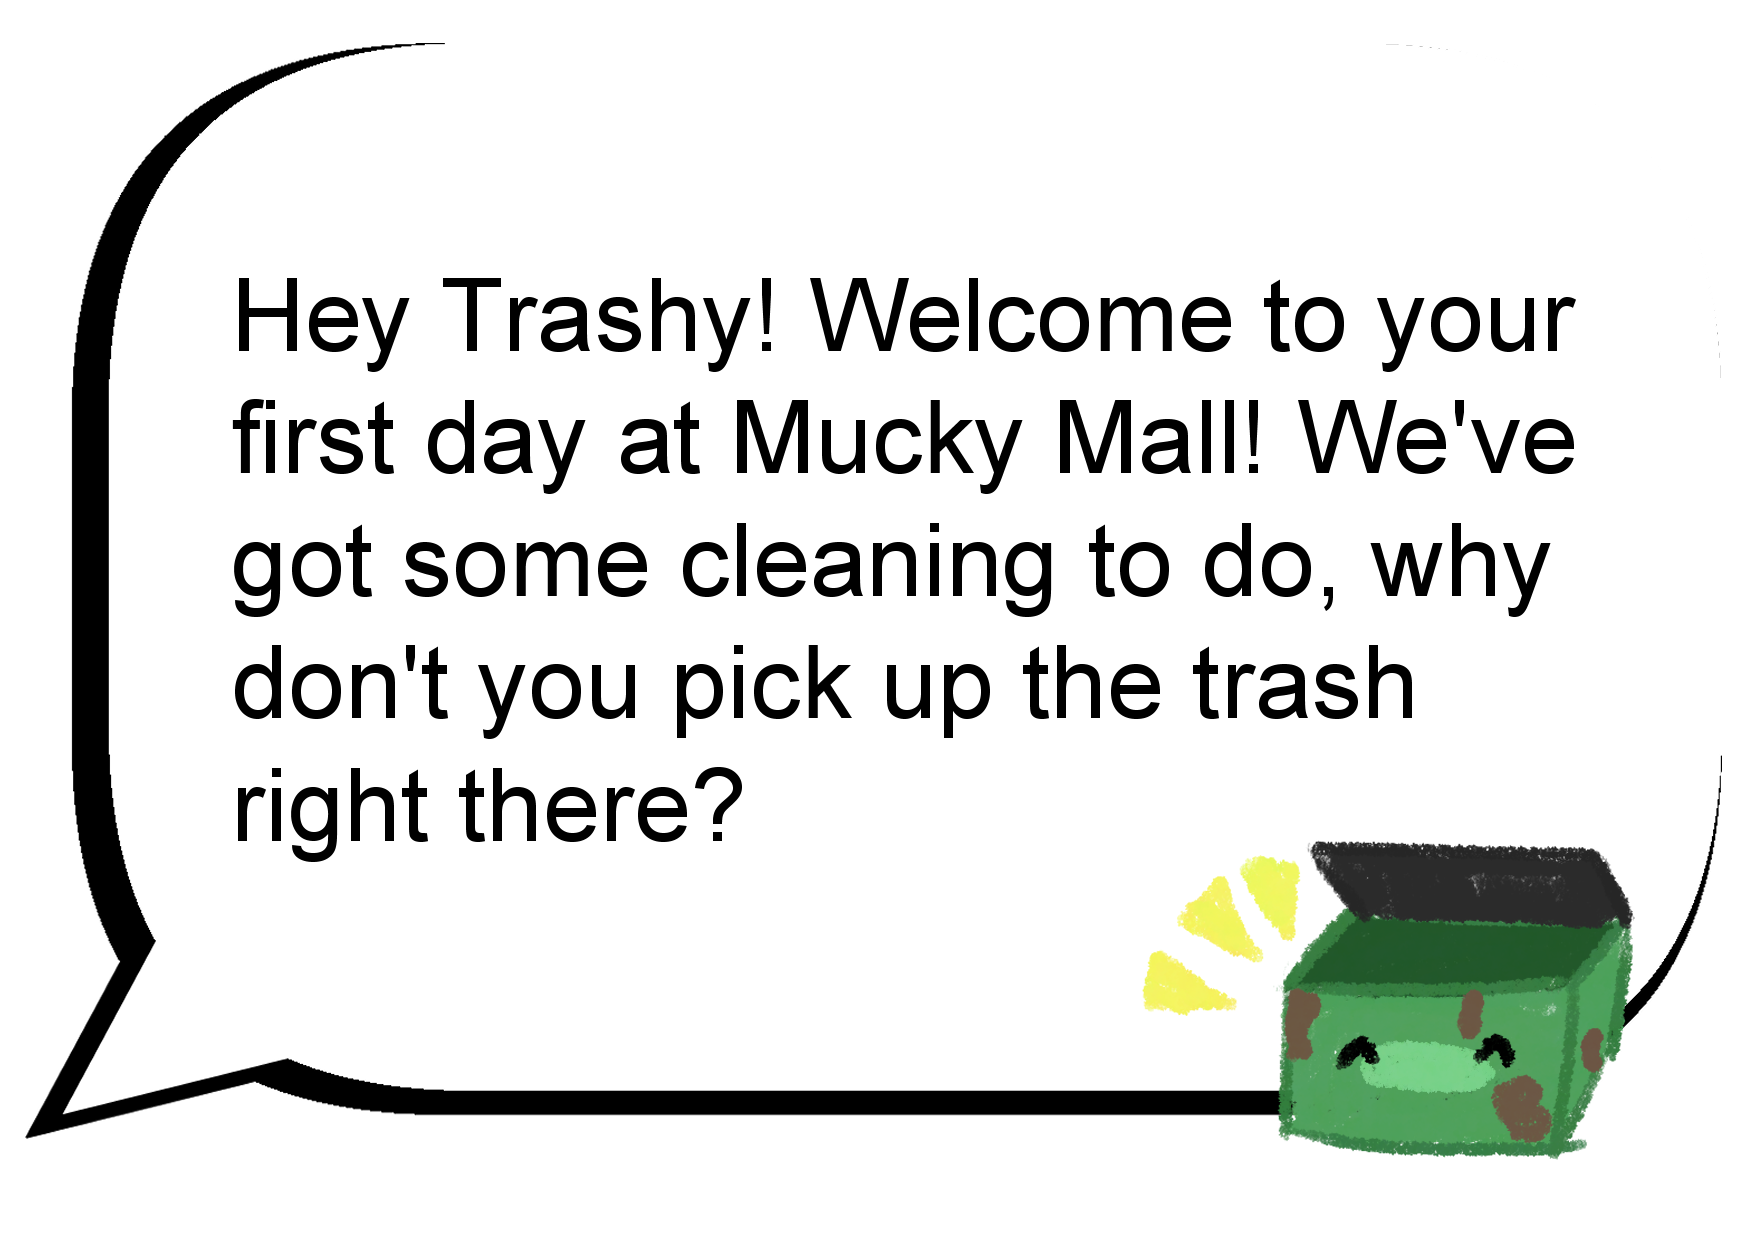 Hey Trashy! Welcome to your
first day at Mucky Mall! We've
got some cleaning to do, why
don't you pick up the trash
right there?